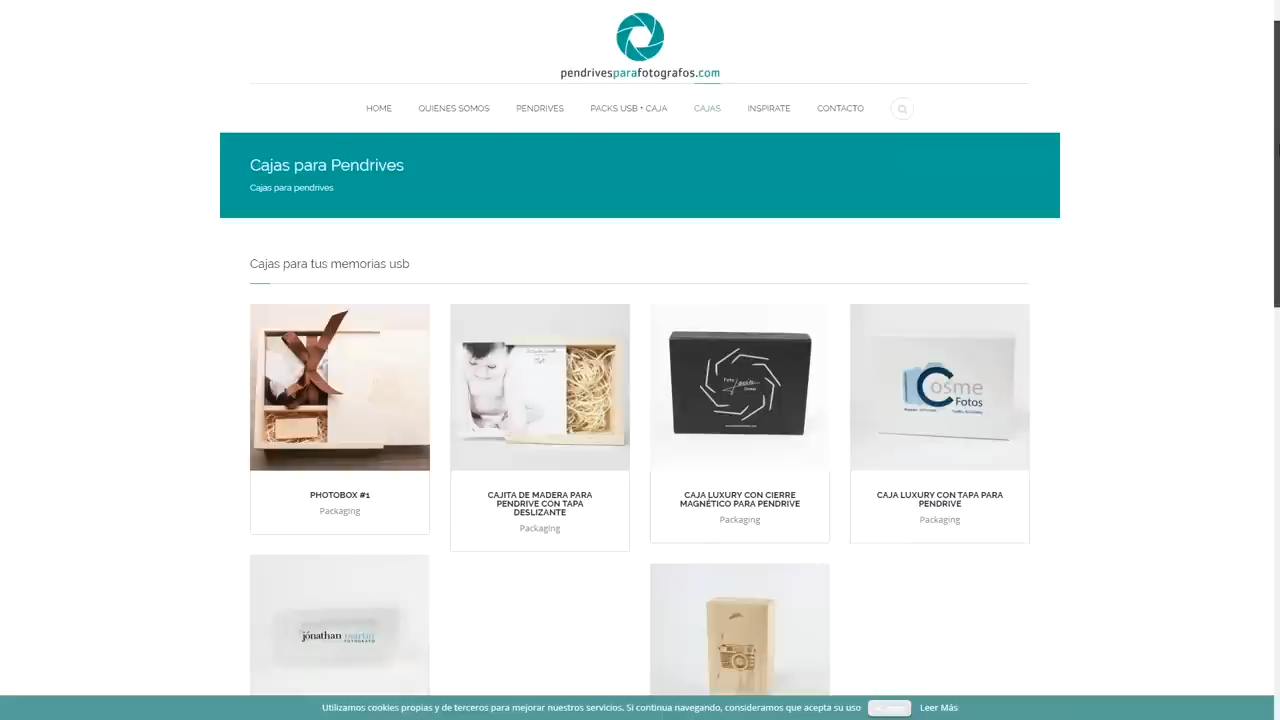 pendrivesparafotografos.com
HOME QUIENES SOMOS PENDRIVES PACKS USB + CAJA CAJAS INSPIRATE CONTACTO
Cajas para Pendrives
Cajas para pendrives
Cajas para tus memorias usb
Cosme
Fotos
PHOTOBOX #1
Packaging
CAJITA DE MADERA PARA
PENDRIVE CON TAPA
DESLIZANTE
Packaging
CAJA LUXURY CON CIERRE
MAGNÉTICO PARA PENDRIVE
Packaging
CAJA LUXURY CON TAPA PARA
PENDRIVE
Packaging
jónathan martín
FOTÓGRAFO
Utilizamos cookies propias y de terceros para mejorar nuestros servicios. Si continua navegando, consideramos que acepta su uso Leer Más